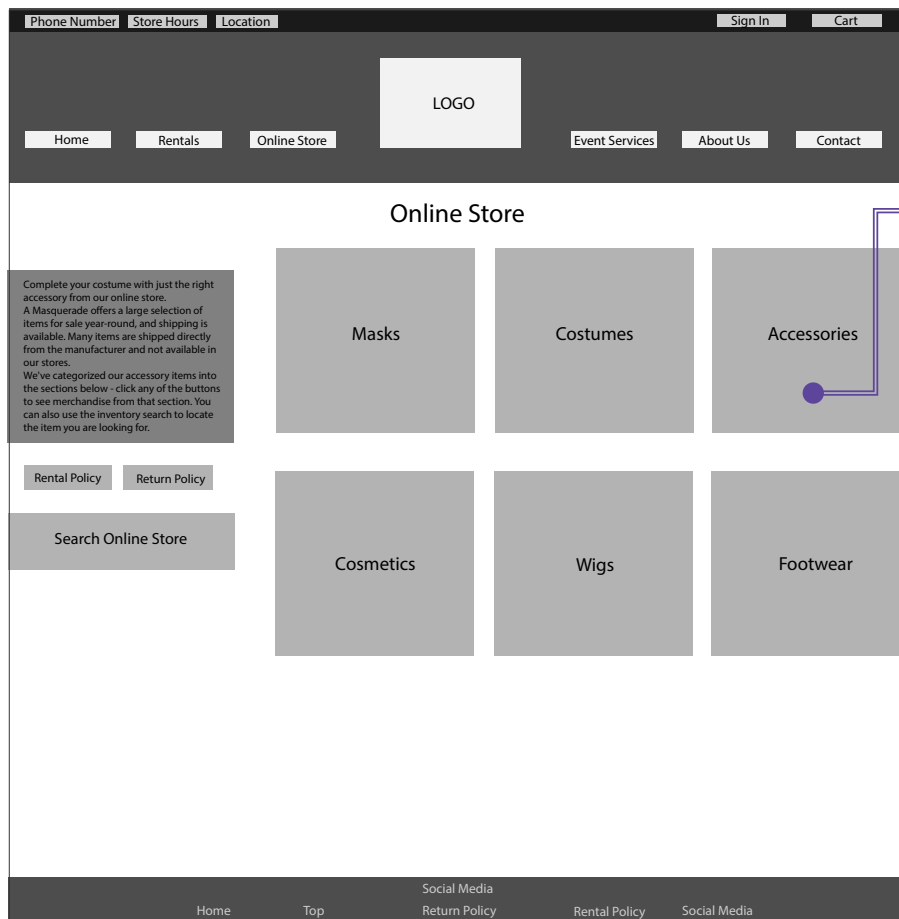 Phone Number Store Hours Location Sign In Cart
LOGO
Home Rentals Online Store Event Services About Us Contact
Online Store
Complete your costume with just the right
accessory from our online store.
A Masquerade offers a large selection of
items for sale year-round, and shipping is
available. Many items are shipped directly
from the manufacturer and not available in
our stores.
We've categorized our accessory items into
the sections below - click any of the buttons
to see merchandise from that section. You
can also use the inventory search to locate
the item you are looking for.
Rental Policy Return Policy
Search Online Store
Masks Costumes Accessories
Cosmetics Wigs Footwear
Social Media
Home Top Return Policy Rental Policy Social Media